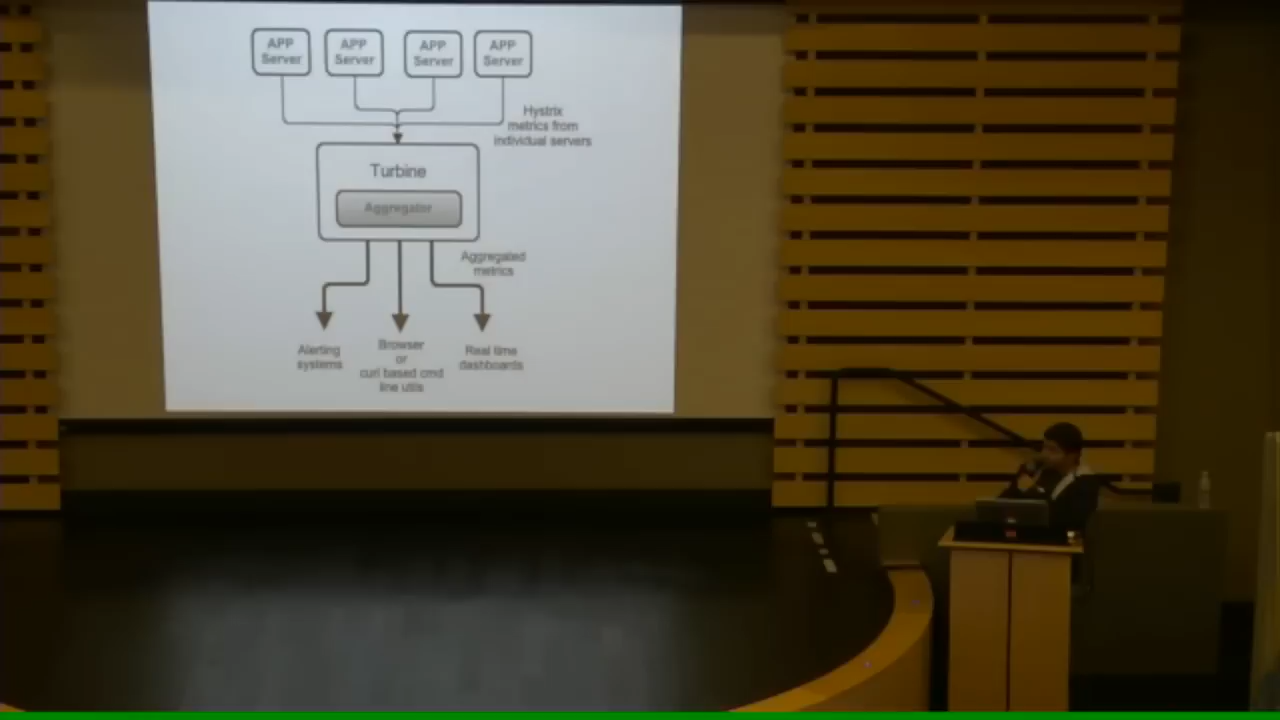 APP
Server
APP
Server
APP
Server
APP
Server
Hystrix
metrics from
individual servers
Turbine
Aggregator
Aggregated
metrics
Alerting
systems
Browser
or
curl based cmd
line utils
Real time
dashboards